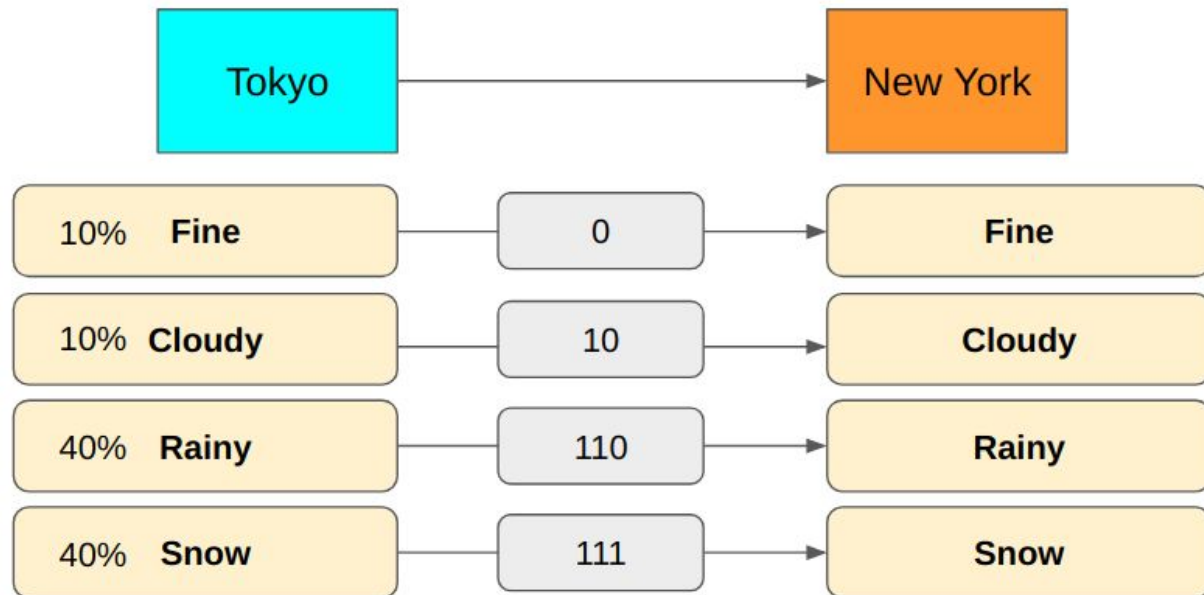 Tokyo
New York
10% Fine
0
Fine
10% Cloudy
10
Cloudy
40% Rainy
110
Rainy
40% Snow
111
Snow